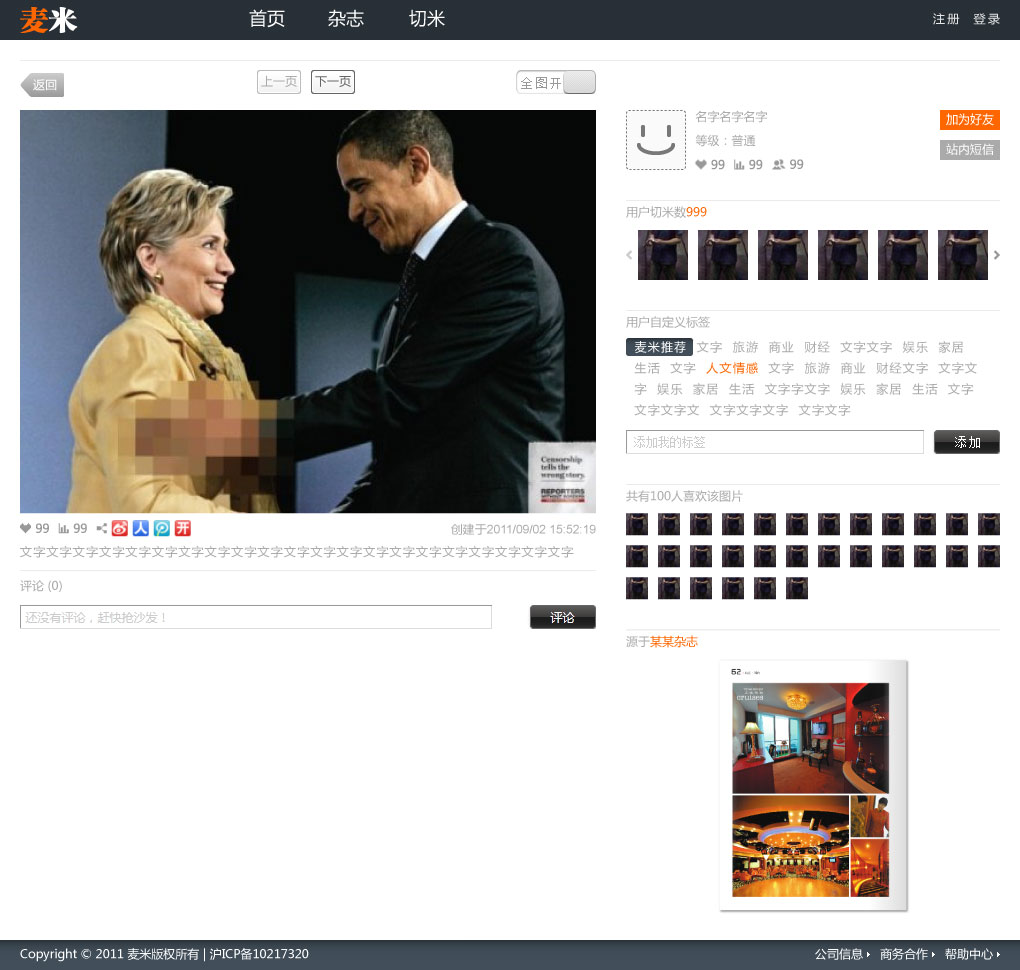 麦米 首页 杂志 切米 注册 登录
返回 上一页 下一页 全图开
名字名字名字 加为好友
等级：普通 站内短信
99 99 99
用户切米数999
用户自定义标签
麦米推荐 文字 旅游 商业 财经 文字文字 娱乐 家居
生活 文字 人文情感 文字 旅游 商业 财经文字 文字文
字 娱乐 家居 生活 文字字文字 娱乐 家居 生活 文字
文字文字文 文字文字文字 文字文字
添加我的标签 添加
Censorship
tells the
wrong story.
REPORTERS
WITHOUT BORDERS
99 99 开 创建于2011/09/02 15:52:19
文字文字文字文字文字文字文字文字文字文字文字文字文字文字文字文字文字文字文字文字文字
评论 (0)
还没有评论，赶快抢沙发！ 评论
共有100人喜欢该图片
源于某某杂志
62
CRUISES
Copyright © 2011 麦米版权所有 | 沪ICP备10217320 公司信息 商务合作 帮助中心